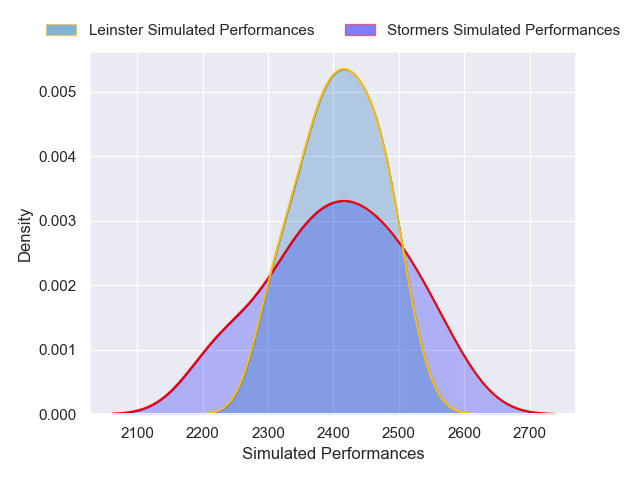 Leinster Simulated Performances Stormers Simulated Performances
0.005
0.004
0.003
0.002
0.001
0.000
Density
2100 2200 2300 2400 2500 2600 2700
Simulated Performances